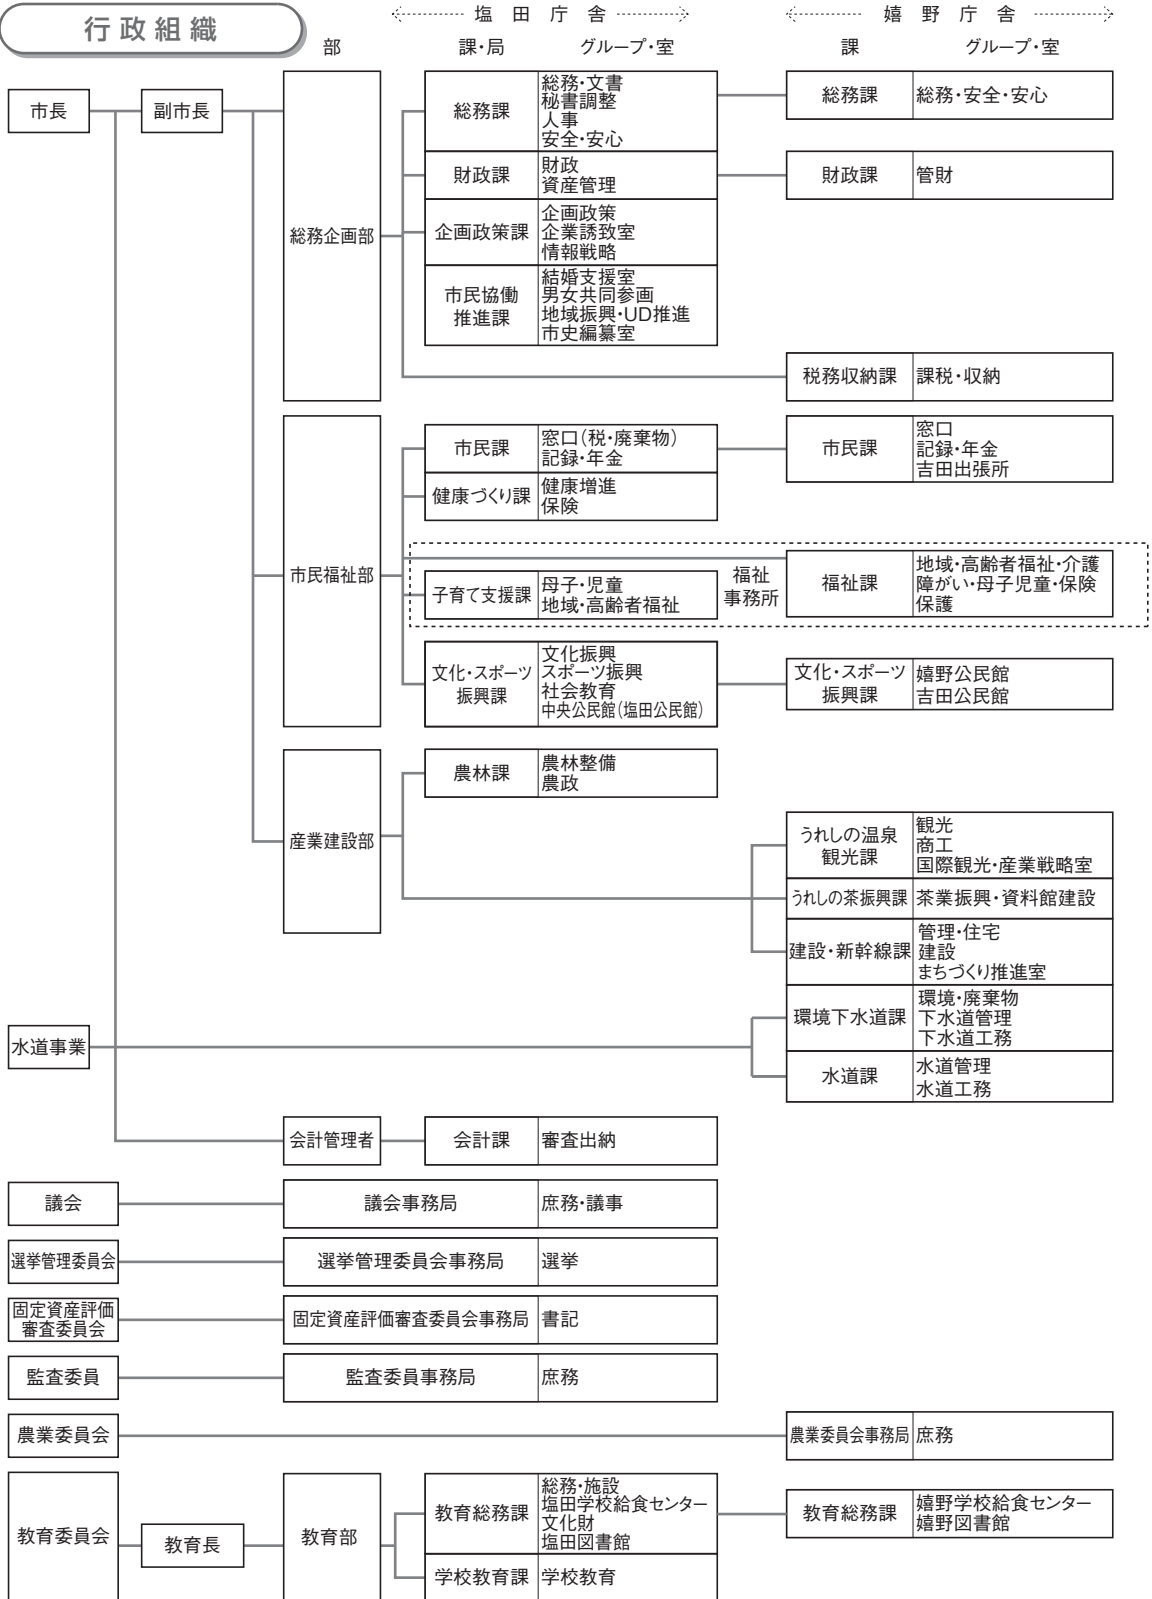 行政組織
塩田庁舎
嬉野庁舎
部
課・局
グループ・室
課
グループ・室
市長
副市長
総務企画部
総務課
総務・文書
秘書調整
人事
安全・安心
総務課
総務・安全・安心
財政課
財政
資産管理
財政課
管財
企画政策課
企画政策
企業誘致室
情報戦略
市民協働
推進課
結婚支援室
男女共同参画
地域振興・UD推進
市史編纂室
税務収納課
課税・収納
市民福祉部
市民課
窓口(税・廃棄物)
記録・年金
市民課
窓口
記録・年金
吉田出張所
健康づくり課
健康増進
保険
子育て支援課
母子・児童
地域・高齢者福祉
福祉
事務所
福祉課
地域・高齢者福祉・介護
障がい・母子児童・保険
保護
文化・スポーツ
振興課
文化振興
スポーツ振興
社会教育
中央公民館(塩田公民館)
文化・スポーツ
振興課
嬉野公民館
吉田公民館
産業建設部
農林課
農林整備
農政
うれしの温泉
観光課
観光
商工
国際観光・産業戦略室
うれしの茶振興課
茶業振興・資料館建設
建設・新幹線課
管理・住宅
建設
まちづくり推進室
水道事業
環境下水道課
環境・廃棄物
下水道管理
下水道工務
水道課
水道管理
水道工務
会計管理者
会計課
審査出納
議会
議会事務局
庶務・議事
選挙管理委員会
選挙管理委員会事務局
選挙
固定資産評価
審査委員会
固定資産評価審査委員会事務局
書記
監査委員
監査委員事務局
庶務
農業委員会
農業委員会事務局
庶務
教育委員会
教育長
教育部
教育総務課
総務・施設
塩田学校給食センター
文化財
塩田図書館
教育総務課
嬉野学校給食センター
嬉野図書館
学校教育課
学校教育